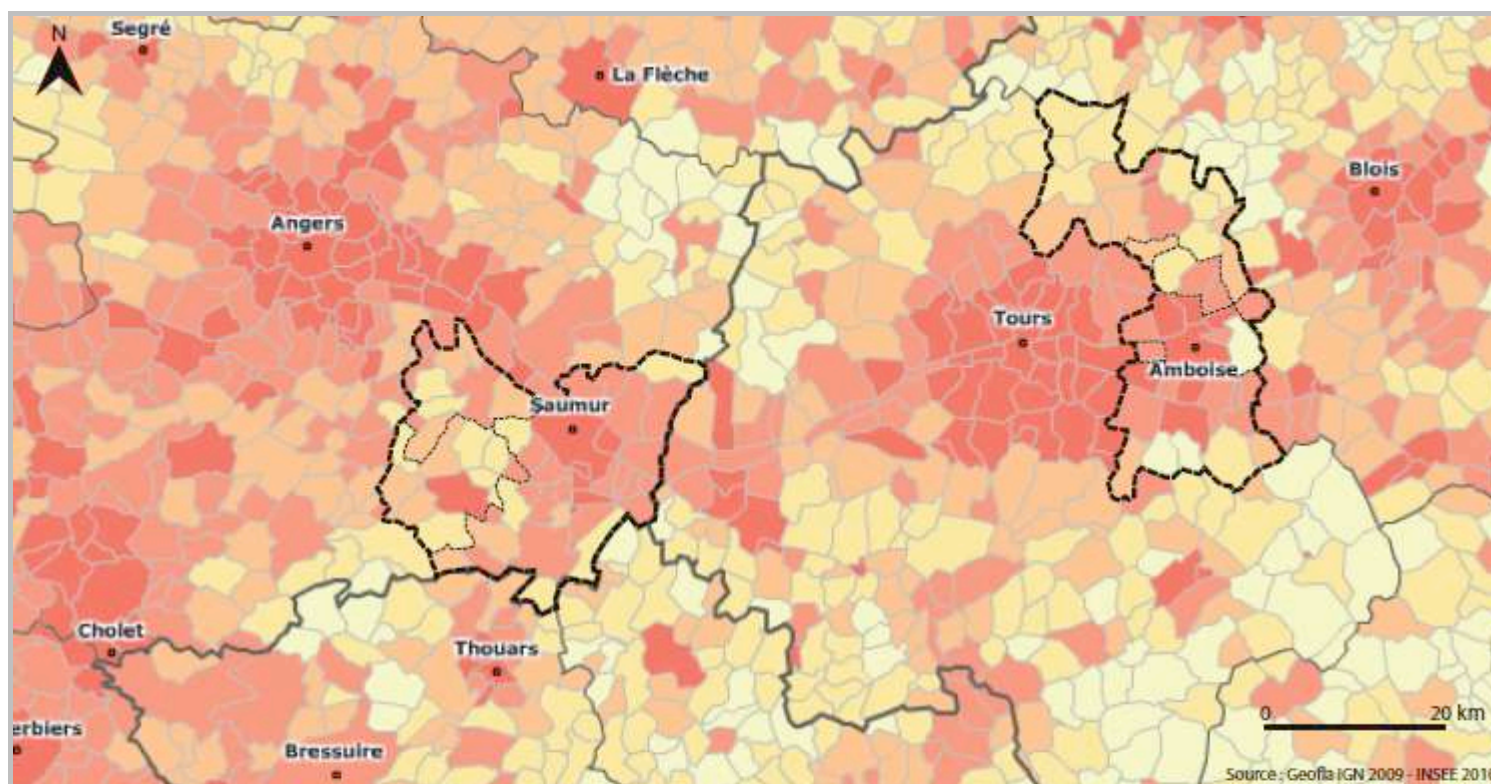 N
Segré
La Flèche
Blois
Angers
Tours
Amboise
Saumur
Cholet
Thouars
erbiers
Bressuire
0 20 km
Source : Geofla IGN 2009 - INSEE 2010